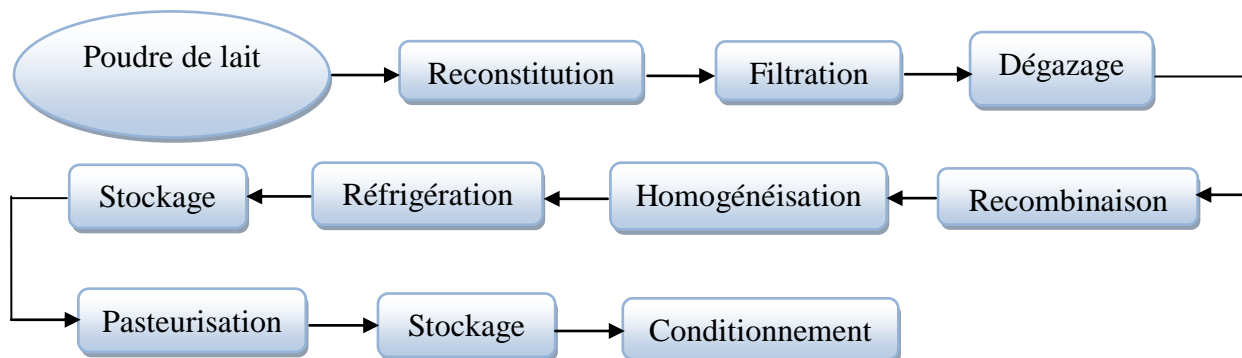 Poudre de lait
Reconstitution
Filtration
Dégazage
Recombinaison
Homogénéisation
Réfrigération
Stockage
Pasteurisation
Stockage
Conditionnement